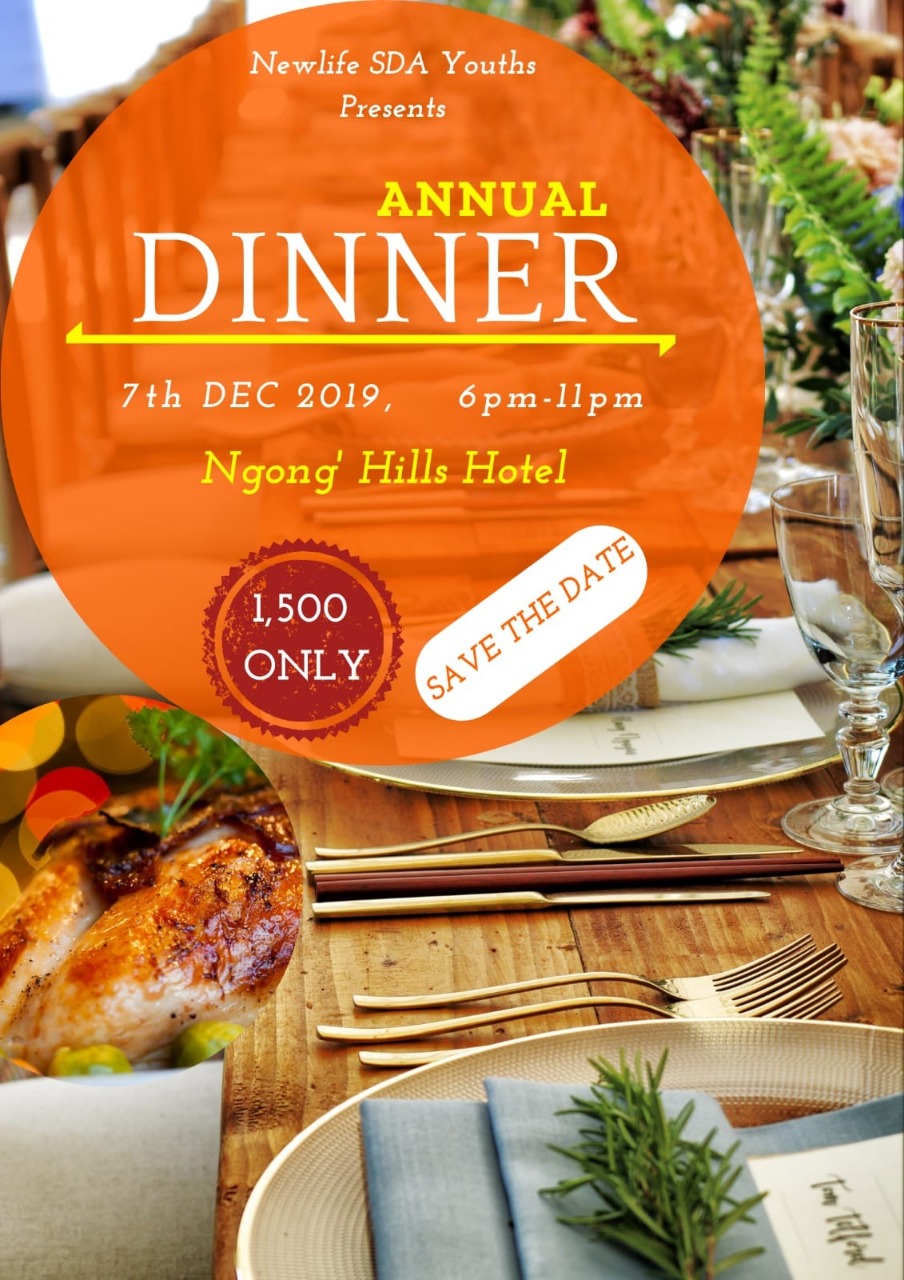 Newlife SDA Youths
Presents
ANNUAL
DINNER
7th DEC 2019, 6pm-11pm
Ngong' Hills Hotel
1,500
ONLY
SAVE THE DATE
Tom